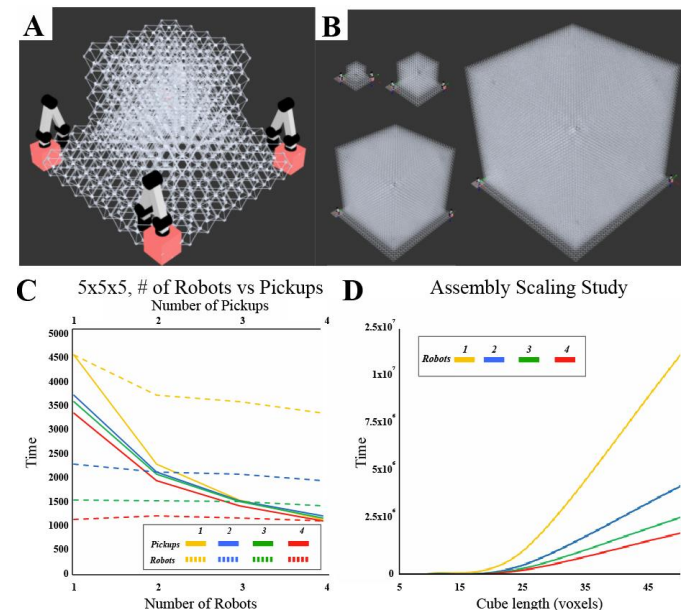 A
B
C
5x5x5, # of Robots vs Pickups
Number of Pickups
1 2 3 4
5000
4500
4000
3500
3000
2500
2000
1500
1000
500
0
Time
Pickups
Robots
1 2 3 4
1 2 3 4
Number of Robots
D
Assembly Scaling Study
2.5x10⁷
1x10⁷
7.5x10⁶
5x10⁶
2.5x10⁶
0
Time
Robots
1 2 3 4
5 15 25 35 45
Cube length (voxels)